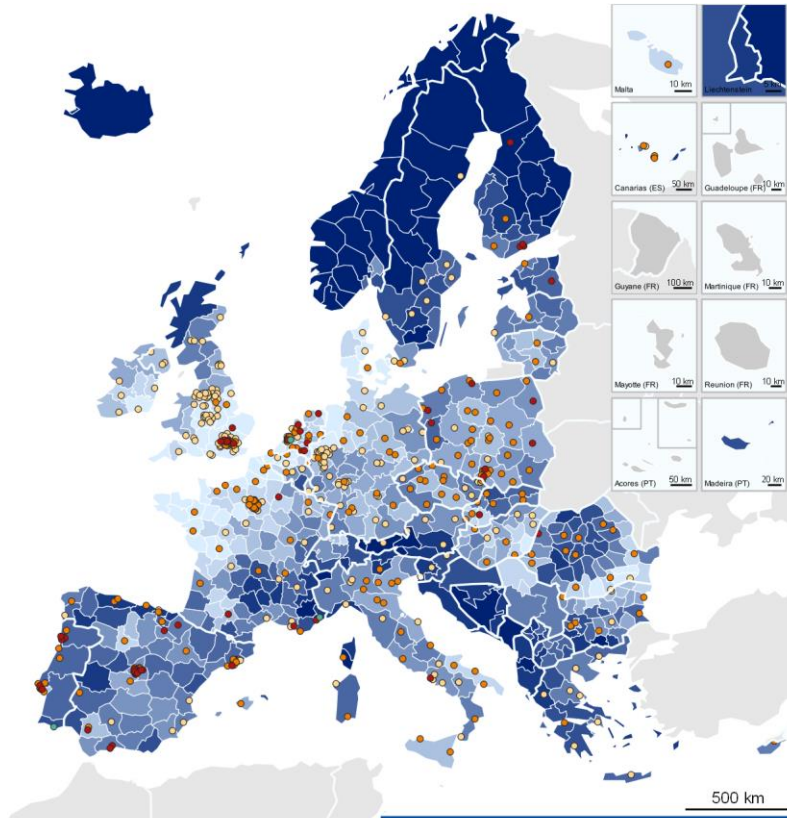 Malta
10 km
Liechtenstein
5 km
Canarias (ES)
50 km
Guadeloupe (FR)
10 km
Guyane (FR)
100 km
Martinique (FR)
10 km
Mayotte (FR)
10 km
Reunion (FR)
10 km
Acores (PT)
50 km
Madeira (PT)
20 km
500 km